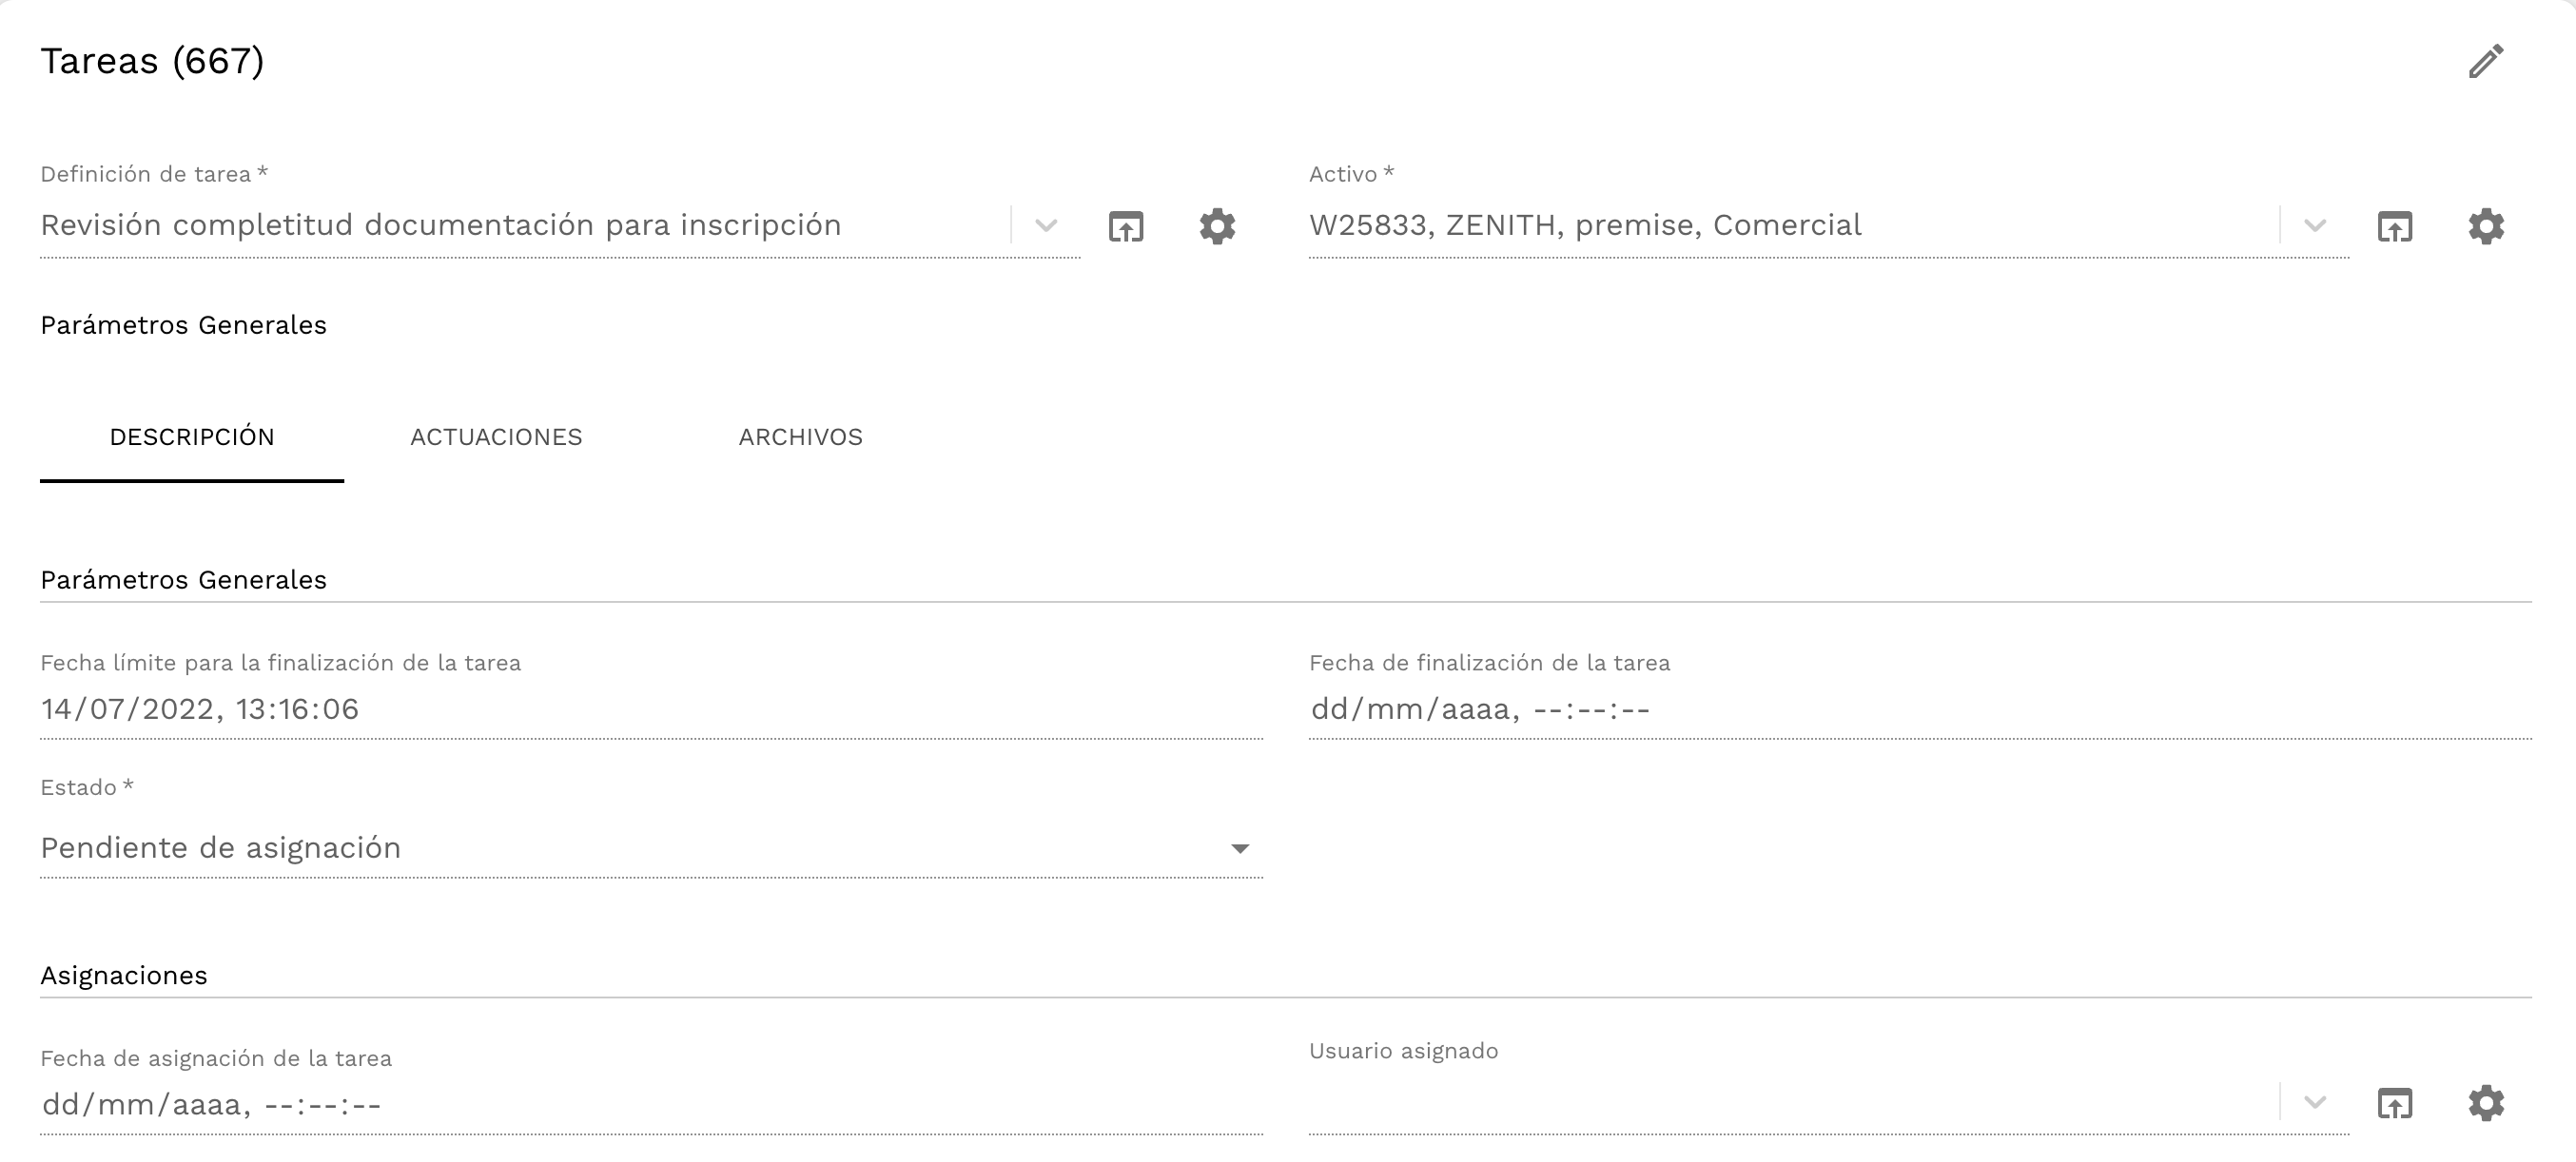 Tareas (667)
Definición de tarea *
Activo *
Revisión completitud documentación para inscripción
W25833, ZENITH, premise, Comercial
Parámetros Generales
DESCRIPCIÓN
ACTUACIONES
ARCHIVOS
Parámetros Generales
Fecha límite para la finalización de la tarea
Fecha de finalización de la tarea
14/07/2022, 13:16:06
dd/mm/aaaa, --:--:--
Estado *
Pendiente de asignación
Asignaciones
Fecha de asignación de la tarea
Usuario asignado
dd/mm/aaaa, --:--:--